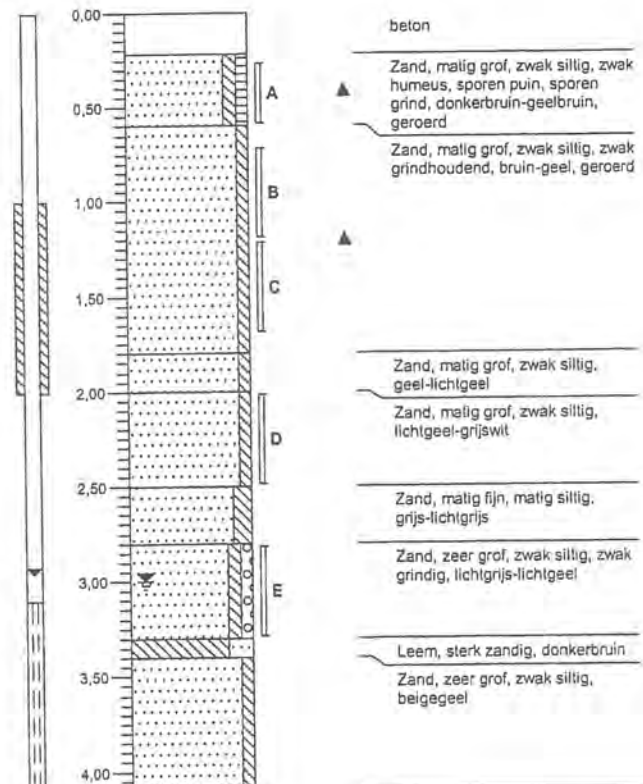 0,00
beton
Zand, matig grof, zwak siltig, zwak
humeus, sporen puin, sporen
grind, donkerbruin-geelbruin,
geroerd
A
0,50
Zand, matig grof, zwak siltig, zwak
grindhoudend, bruin-geel, geroerd
B
1,00
C
1,50
Zand, matig grof, zwak siltig,
geel-lichtgeel
2,00
Zand, matig grof, zwak siltig,
lichtgeel-grijswit
D
2,50
Zand, matig fijn, matig siltig,
grijs-lichtgrijs
Zand, zeer grof, zwak siltig, zwak
grindig, lichtgrijs-lichtgeel
3,00
E
Leem, sterk zandig, donkerbruin
3,50
Zand, zeer grof, zwak siltig,
beigegeel
4,00